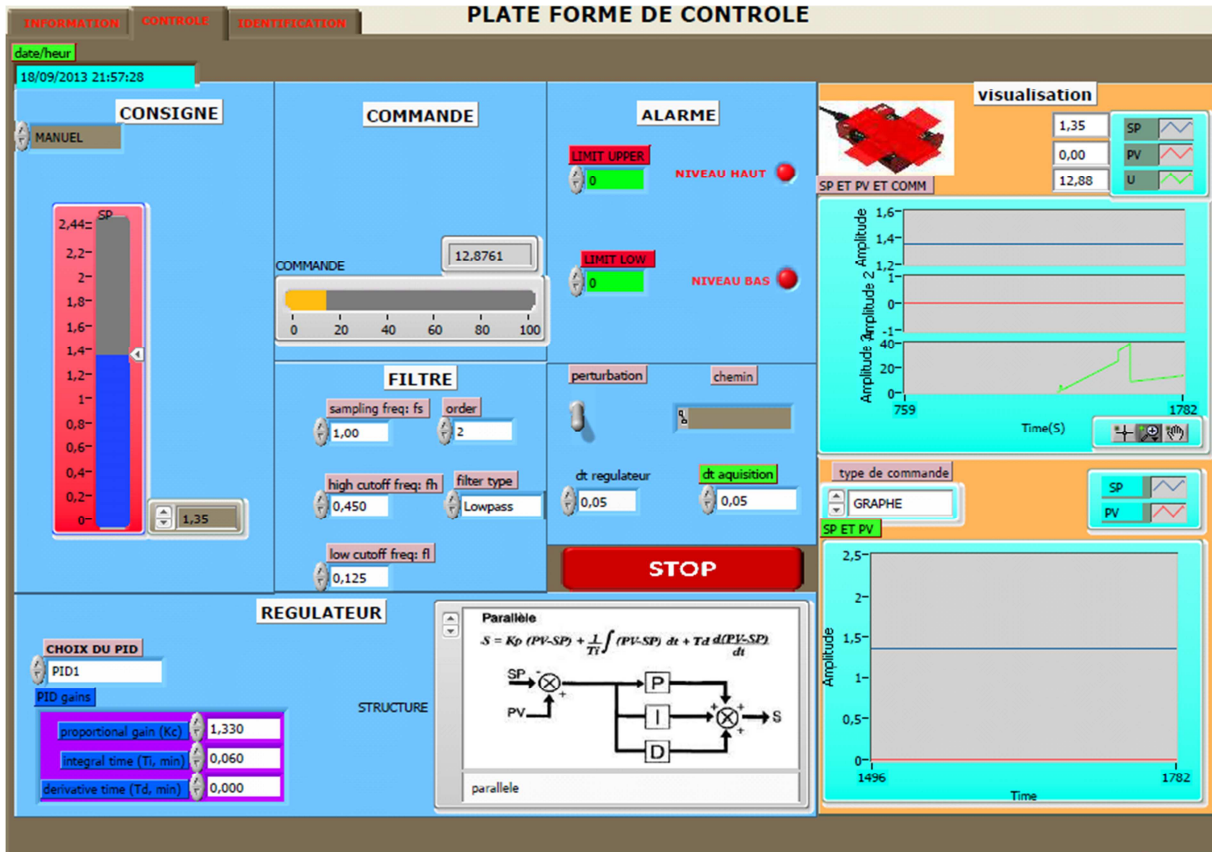 PLATE FORME DE CONTROLE
INFORMATION
CONTROLE
IDENTIFICATION
date/heur
18/09/2013 21:57:28
CONSIGNE
MANUEL
SP
2,44
2,2
2
1,8
1,6
1,4
1,2
1
0,8
0,6
0,4
0,2
0
1,35
COMMANDE
COMMANDE
12,8761
0 20 40 60 80 100
FILTRE
sampling freq: fs
1,00
order
2
high cutoff freq: fh
0,450
filter type
Lowpass
low cutoff freq: fl
0,125
ALARME
LIMIT UPPER
0
NIVEAU HAUT
LIMIT LOW
0
NIVEAU BAS
perturbation
chemin
dt regulateur
0,05
dt aquisition
0,05
STOP
REGULATEUR
CHOIX DU PID
PID1
PID gains
proportional gain (Kc)
1,330
integral time (Ti, min)
0,060
derivative time (Td, min)
0,000
STRUCTURE
Parallèle
S = Kp (PV-SP) + 1/Ti ∫ (PV-SP) dt + Td d(PV-SP)/dt
SP - + P
PV + I + + + S
D
parallele
visualisation
1,35 SP
0,00 PV
12,88 U
SP ET PV ET COMM
Amplitude
1,6
1,4
1,2
Amplitude 2
1
0
-1
Amplitude 3
40
20
0
759 1782
Time(S)
type de commande
GRAPHE
SP
PV
SP ET PV
Amplitude
2,5
2
1,5
1
0,5
0
1496 1782
Time